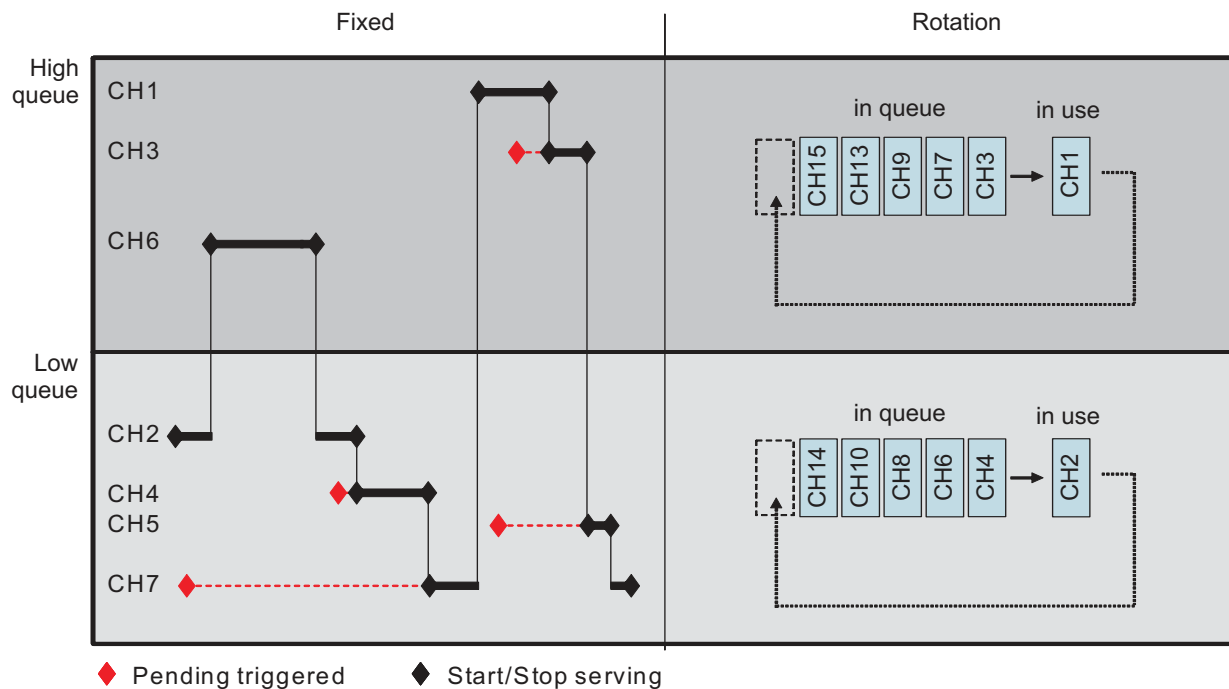 Fixed
Rotation
High
queue
CH1
CH3
CH6
in queue
in use
CH15
CH13
CH9
CH7
CH3
CH1
Low
queue
CH2
CH4
CH5
CH7
in queue
in use
CH14
CH10
CH8
CH6
CH4
CH2
Pending triggered
Start/Stop serving